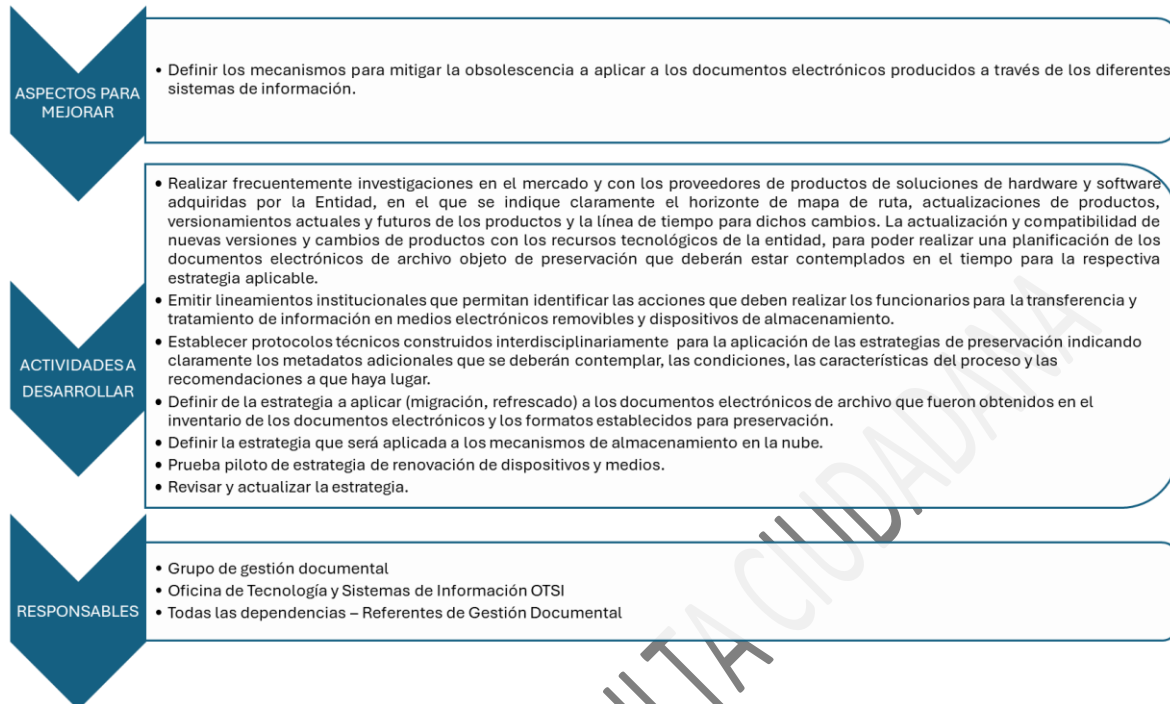 ASPECTOS PARA
MEJORAR
• Definir los mecanismos para mitigar la obsolescencia a aplicar a los documentos electrónicos producidos a través de los diferentes
sistemas de información.
ACTIVIDADES A
DESARROLLAR
• Realizar frecuentemente investigaciones en el mercado y con los proveedores de productos de soluciones de hardware y software
adquiridas por la Entidad, en el que se indique claramente el horizonte de mapa de ruta, actualizaciones de productos,
versionamientos actuales y futuros de los productos y la línea de tiempo para dichos cambios. La actualización y compatibilidad de
nuevas versiones y cambios de productos con los recursos tecnológicos de la entidad, para poder realizar una planificación de los
documentos electrónicos de archivo objeto de preservación que deberán estar contemplados en el tiempo para la respectiva
estrategia aplicable.
• Emitir lineamientos institucionales que permitan identificar las acciones que deben realizar los funcionarios para la transferencia y
tratamiento de información en medios electrónicos removibles y dispositivos de almacenamiento.
• Establecer protocolos técnicos construidos interdisciplinariamente para la aplicación de las estrategias de preservación indicando
claramente los metadatos adicionales que se deberán contemplar, las condiciones, las características del proceso y las
recomendaciones a que haya lugar.
• Definir de la estrategia a aplicar (migración, refrescado) a los documentos electrónicos de archivo que fueron obtenidos en el
inventario de los documentos electrónicos y los formatos establecidos para preservación.
• Definir la estrategia que será aplicada a los mecanismos de almacenamiento en la nube.
• Prueba piloto de estrategia de renovación de dispositivos y medios.
• Revisar y actualizar la estrategia.
RESPONSABLES
• Grupo de gestión documental
• Oficina de Tecnología y Sistemas de Información OTSI
• Todas las dependencias – Referentes de Gestión Documental
CIUDADANA